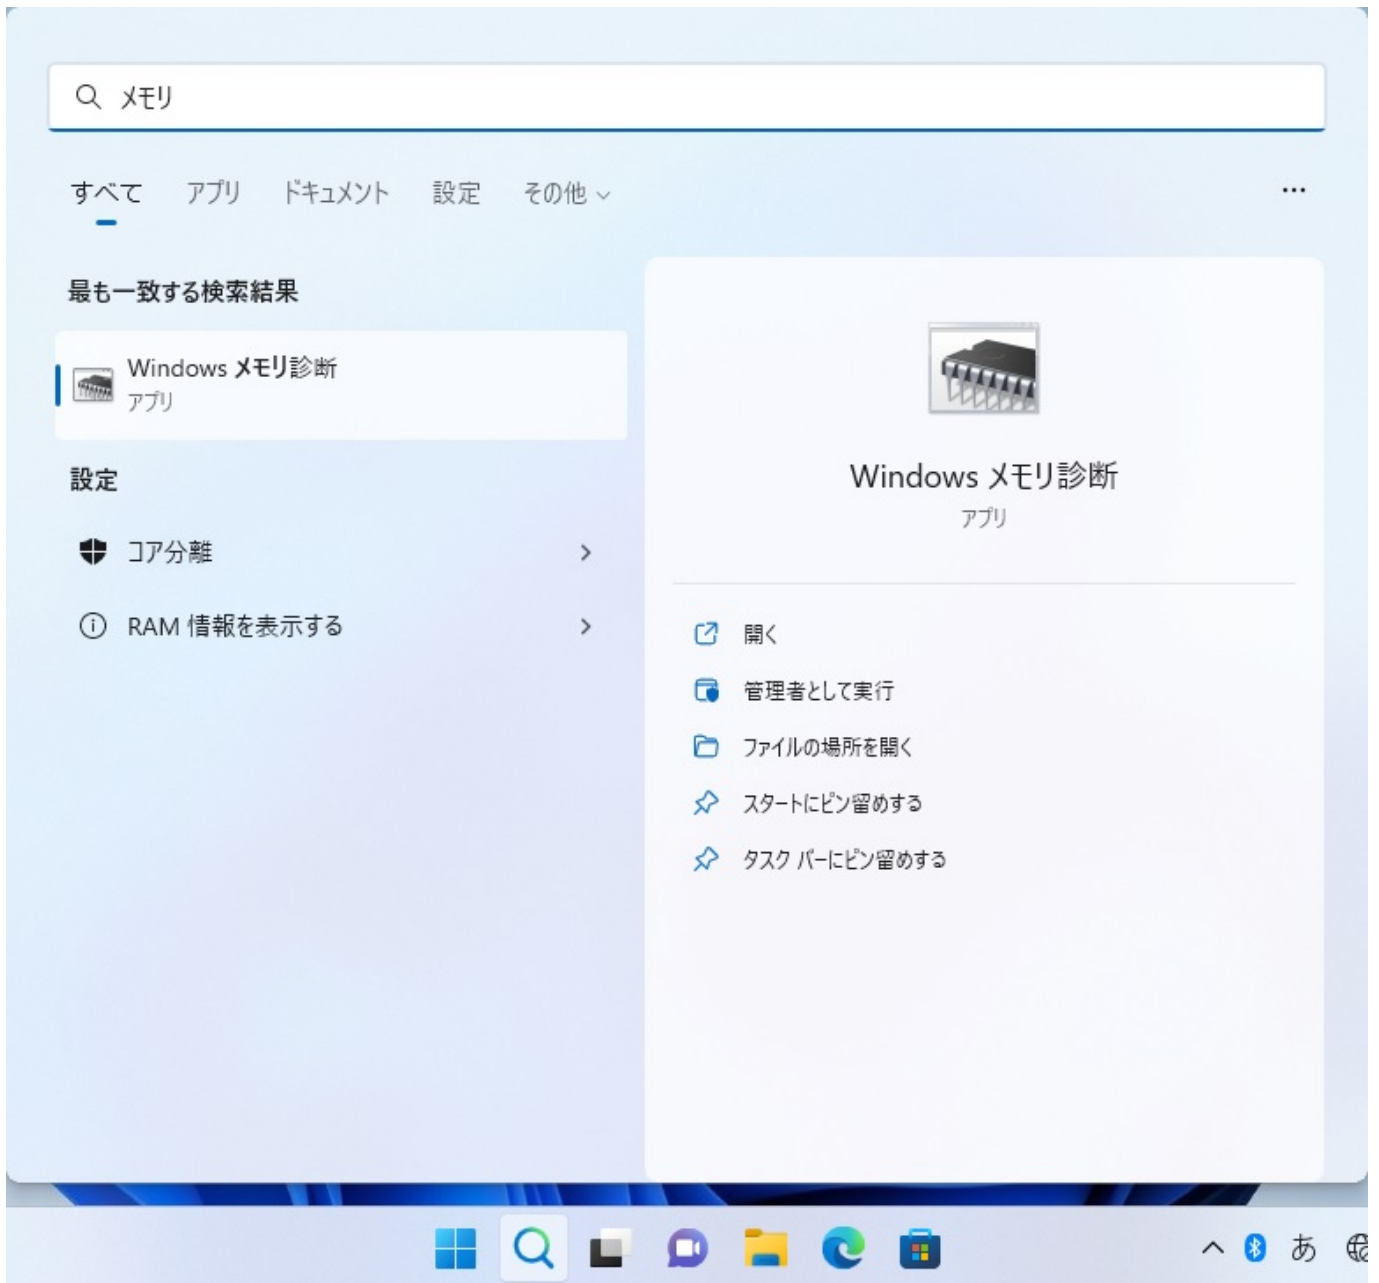 メモリ
すべて アプリ ドキュメント 設定 その他
最も一致する検索結果
Windows メモリ診断
アプリ
設定
コア分離
RAM 情報を表示する
Windows メモリ診断
アプリ
開く
管理者として実行
ファイルの場所を開く
スタートにピン留めする
タスク バーにピン留めする
あ